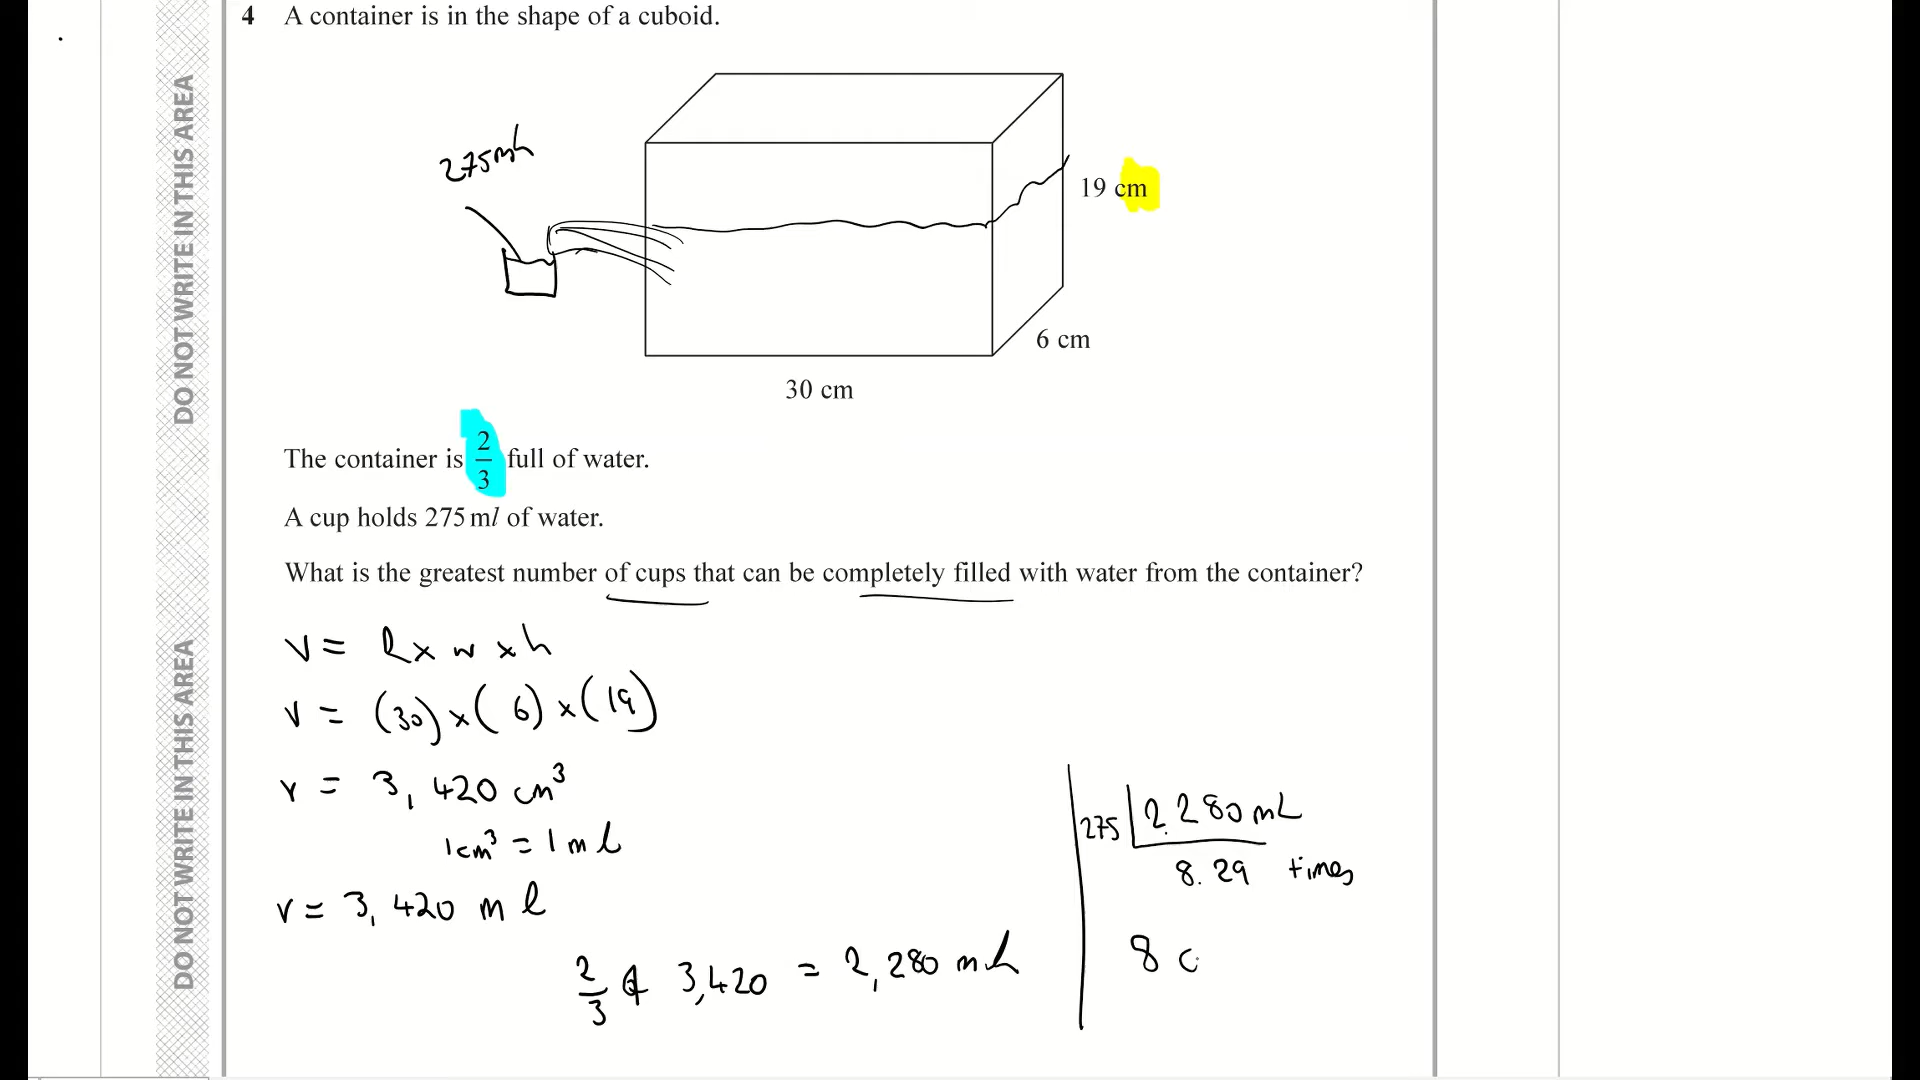 4 A container is in the shape of a cuboid.
DO NOT WRITE IN THIS AREA
275ml
19 cm
6 cm
30 cm
The container is 2/3 full of water.
A cup holds 275 ml of water.
What is the greatest number of cups that can be completely filled with water from the container?
DO NOT WRITE IN THIS AREA
V = l x w x h
V = (30) x (6) x (19)
V = 3,420 cm³
1cm³ = 1 ml
V = 3,420 ml
2/3 of 3,420 = 2,280 mL
275 2,280 mL
8.29 times
8 c